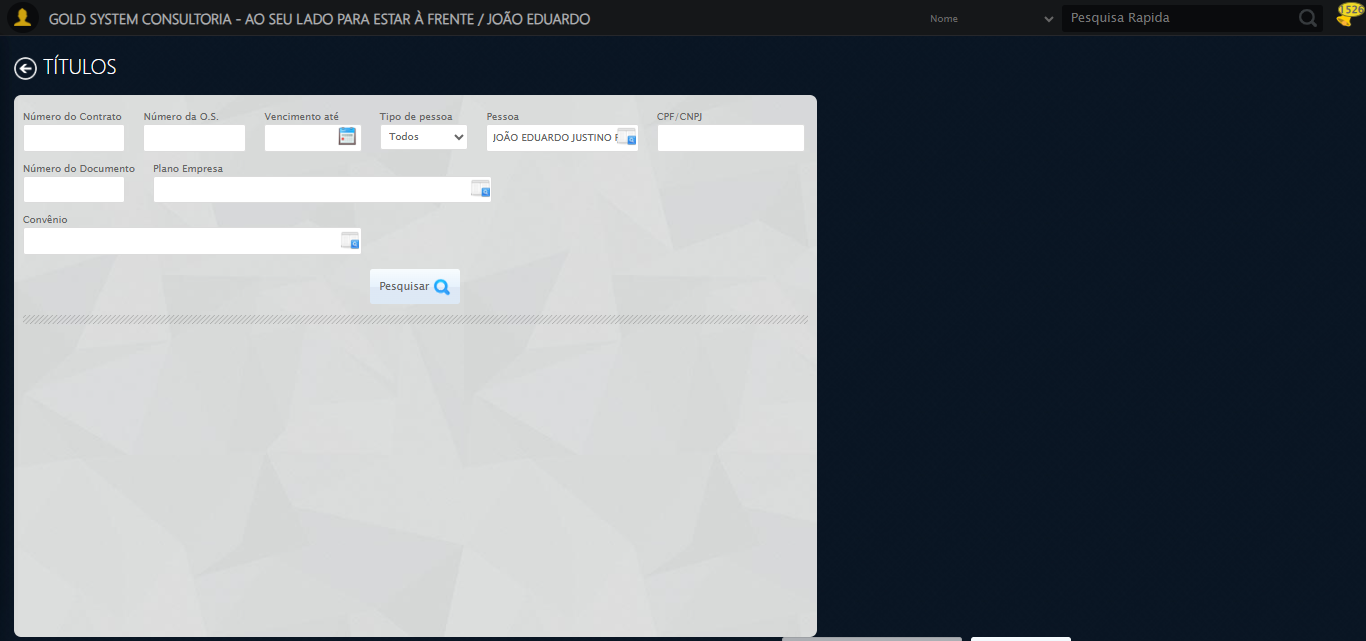 GOLD SYSTEM CONSULTORIA - AO SEU LADO PARA ESTAR À FRENTE / JOÃO EDUARDO
Nome
Pesquisa Rapida
1526
TÍTULOS
Número do Contrato
Número da O.S.
Vencimento até
Tipo de pessoa
Pessoa
CPF/CNPJ
Todos
JOÃO EDUARDO JUSTINO
Número do Documento
Plano Empresa
Convênio
Pesquisar